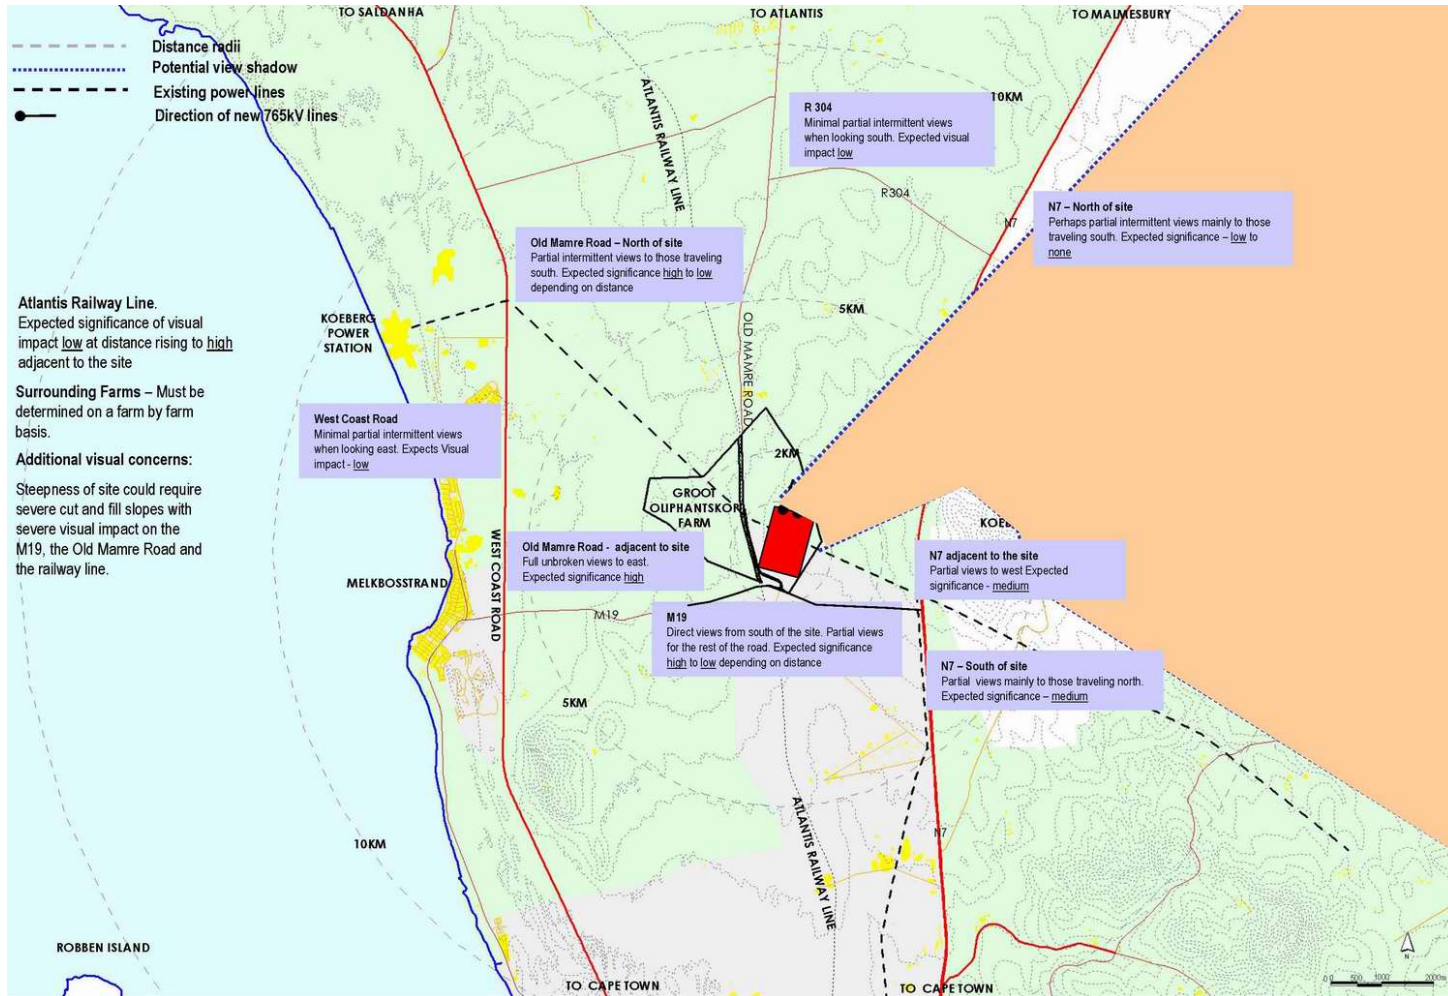 TO SALDANHA
TO ATLANTIS
TO MALMESBURY
Distance radii
Potential view shadow
Existing power lines
Direction of new 765kV lines
ATLANTIS RAILWAY LINE
10KM
R 304
Minimal partial intermittent views
when looking south. Expected visual
impact low
R304
N7
N7 – North of site
Perhaps partial intermittent views mainly to those
traveling south. Expected significance – low to
none
Old Mamre Road – North of site
Partial intermittent views to those traveling
south. Expected significance high to low
depending on distance
Atlantis Railway Line.
Expected significance of visual
impact low at distance rising to high
adjacent to the site
Surrounding Farms – Must be
determined on a farm by farm
basis.
Additional visual concerns:
Steepness of site could require
severe cut and fill slopes with
severe visual impact on the
M19, the Old Mamre Road and
the railway line.
KOEBERG
POWER
STATION
5KM
OLD MAMRE ROAD
West Coast Road
Minimal partial intermittent views
when looking east. Expects Visual
impact - low
2KM
GROOT
OLIPHANTSKOP
FARM
WEST COAST ROAD
Old Mamre Road - adjacent to site
Full unbroken views to east.
Expected significance high
N7 adjacent to the site
Partial views to west Expected
significance - medium
MELKBOSSTRAND
M19
M19
Direct views from south of the site. Partial views
for the rest of the road. Expected significance
high to low depending on distance
N7 – South of site
Partial views mainly to those traveling north.
Expected significance – medium
5KM
ATLANTIS RAILWAY LINE
N7
10KM
ROBBEN ISLAND
TO CAPE TOWN
TO CAPE TOWN
N
0 500 1000 2000m